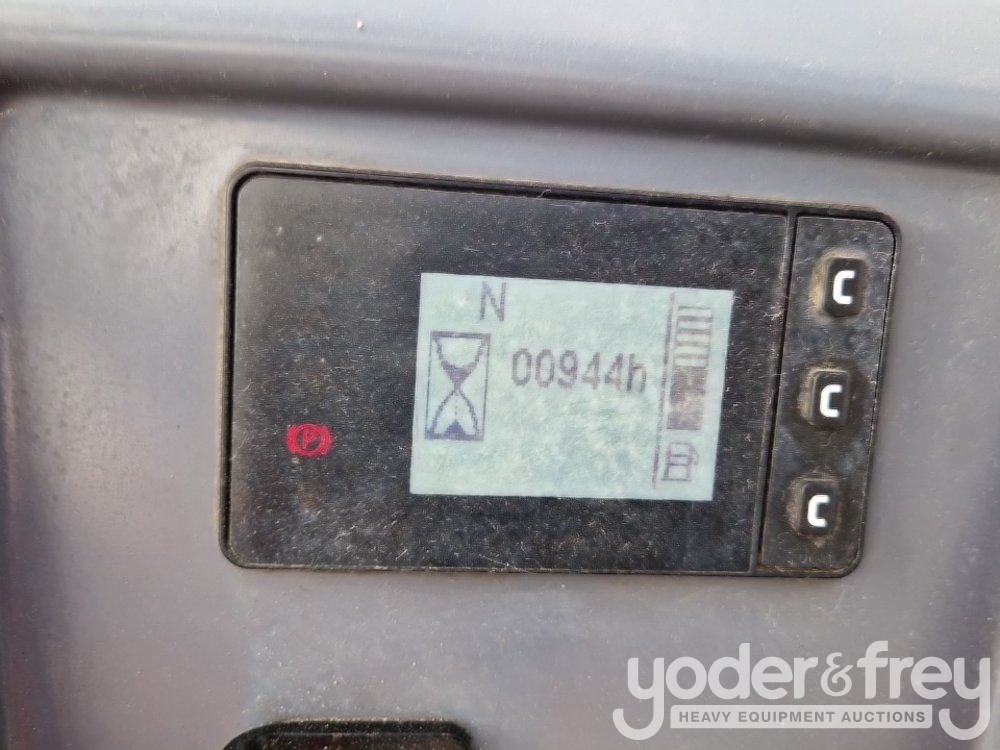 N
00944h
P
C
C
C
yoder&frey
HEAVY EQUIPMENT AUCTIONS